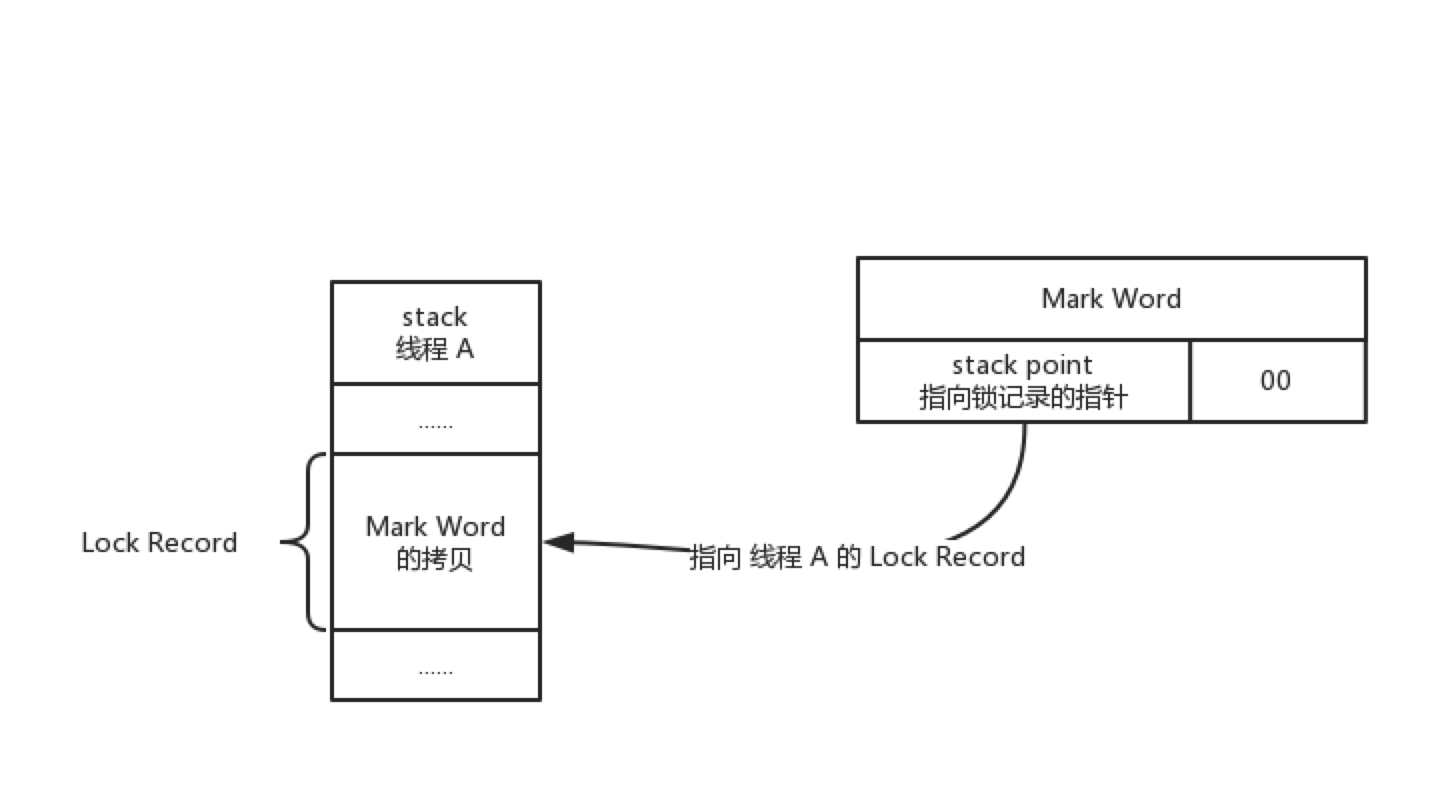 stack
线程 A
......
Lock Record
Mark Word
的拷贝
......
Mark Word
stack point
指向锁记录的指针
00
指向 线程 A 的 Lock Record